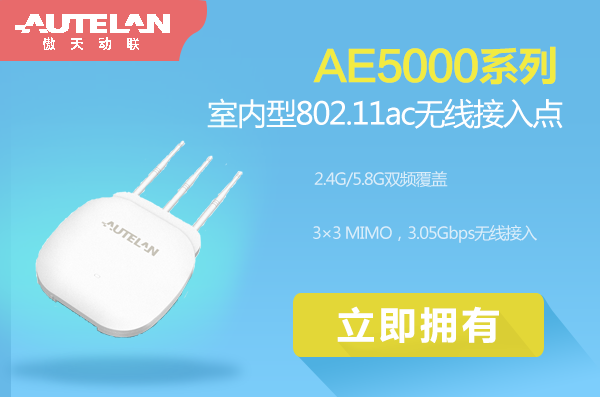 AUTELAN
傲天动联
AE5000系列
室内型802.11ac无线接入点
2.4G/5.8G双频覆盖
3×3 MIMO，3.05Gbps无线接入
AUTELAN
立即拥有